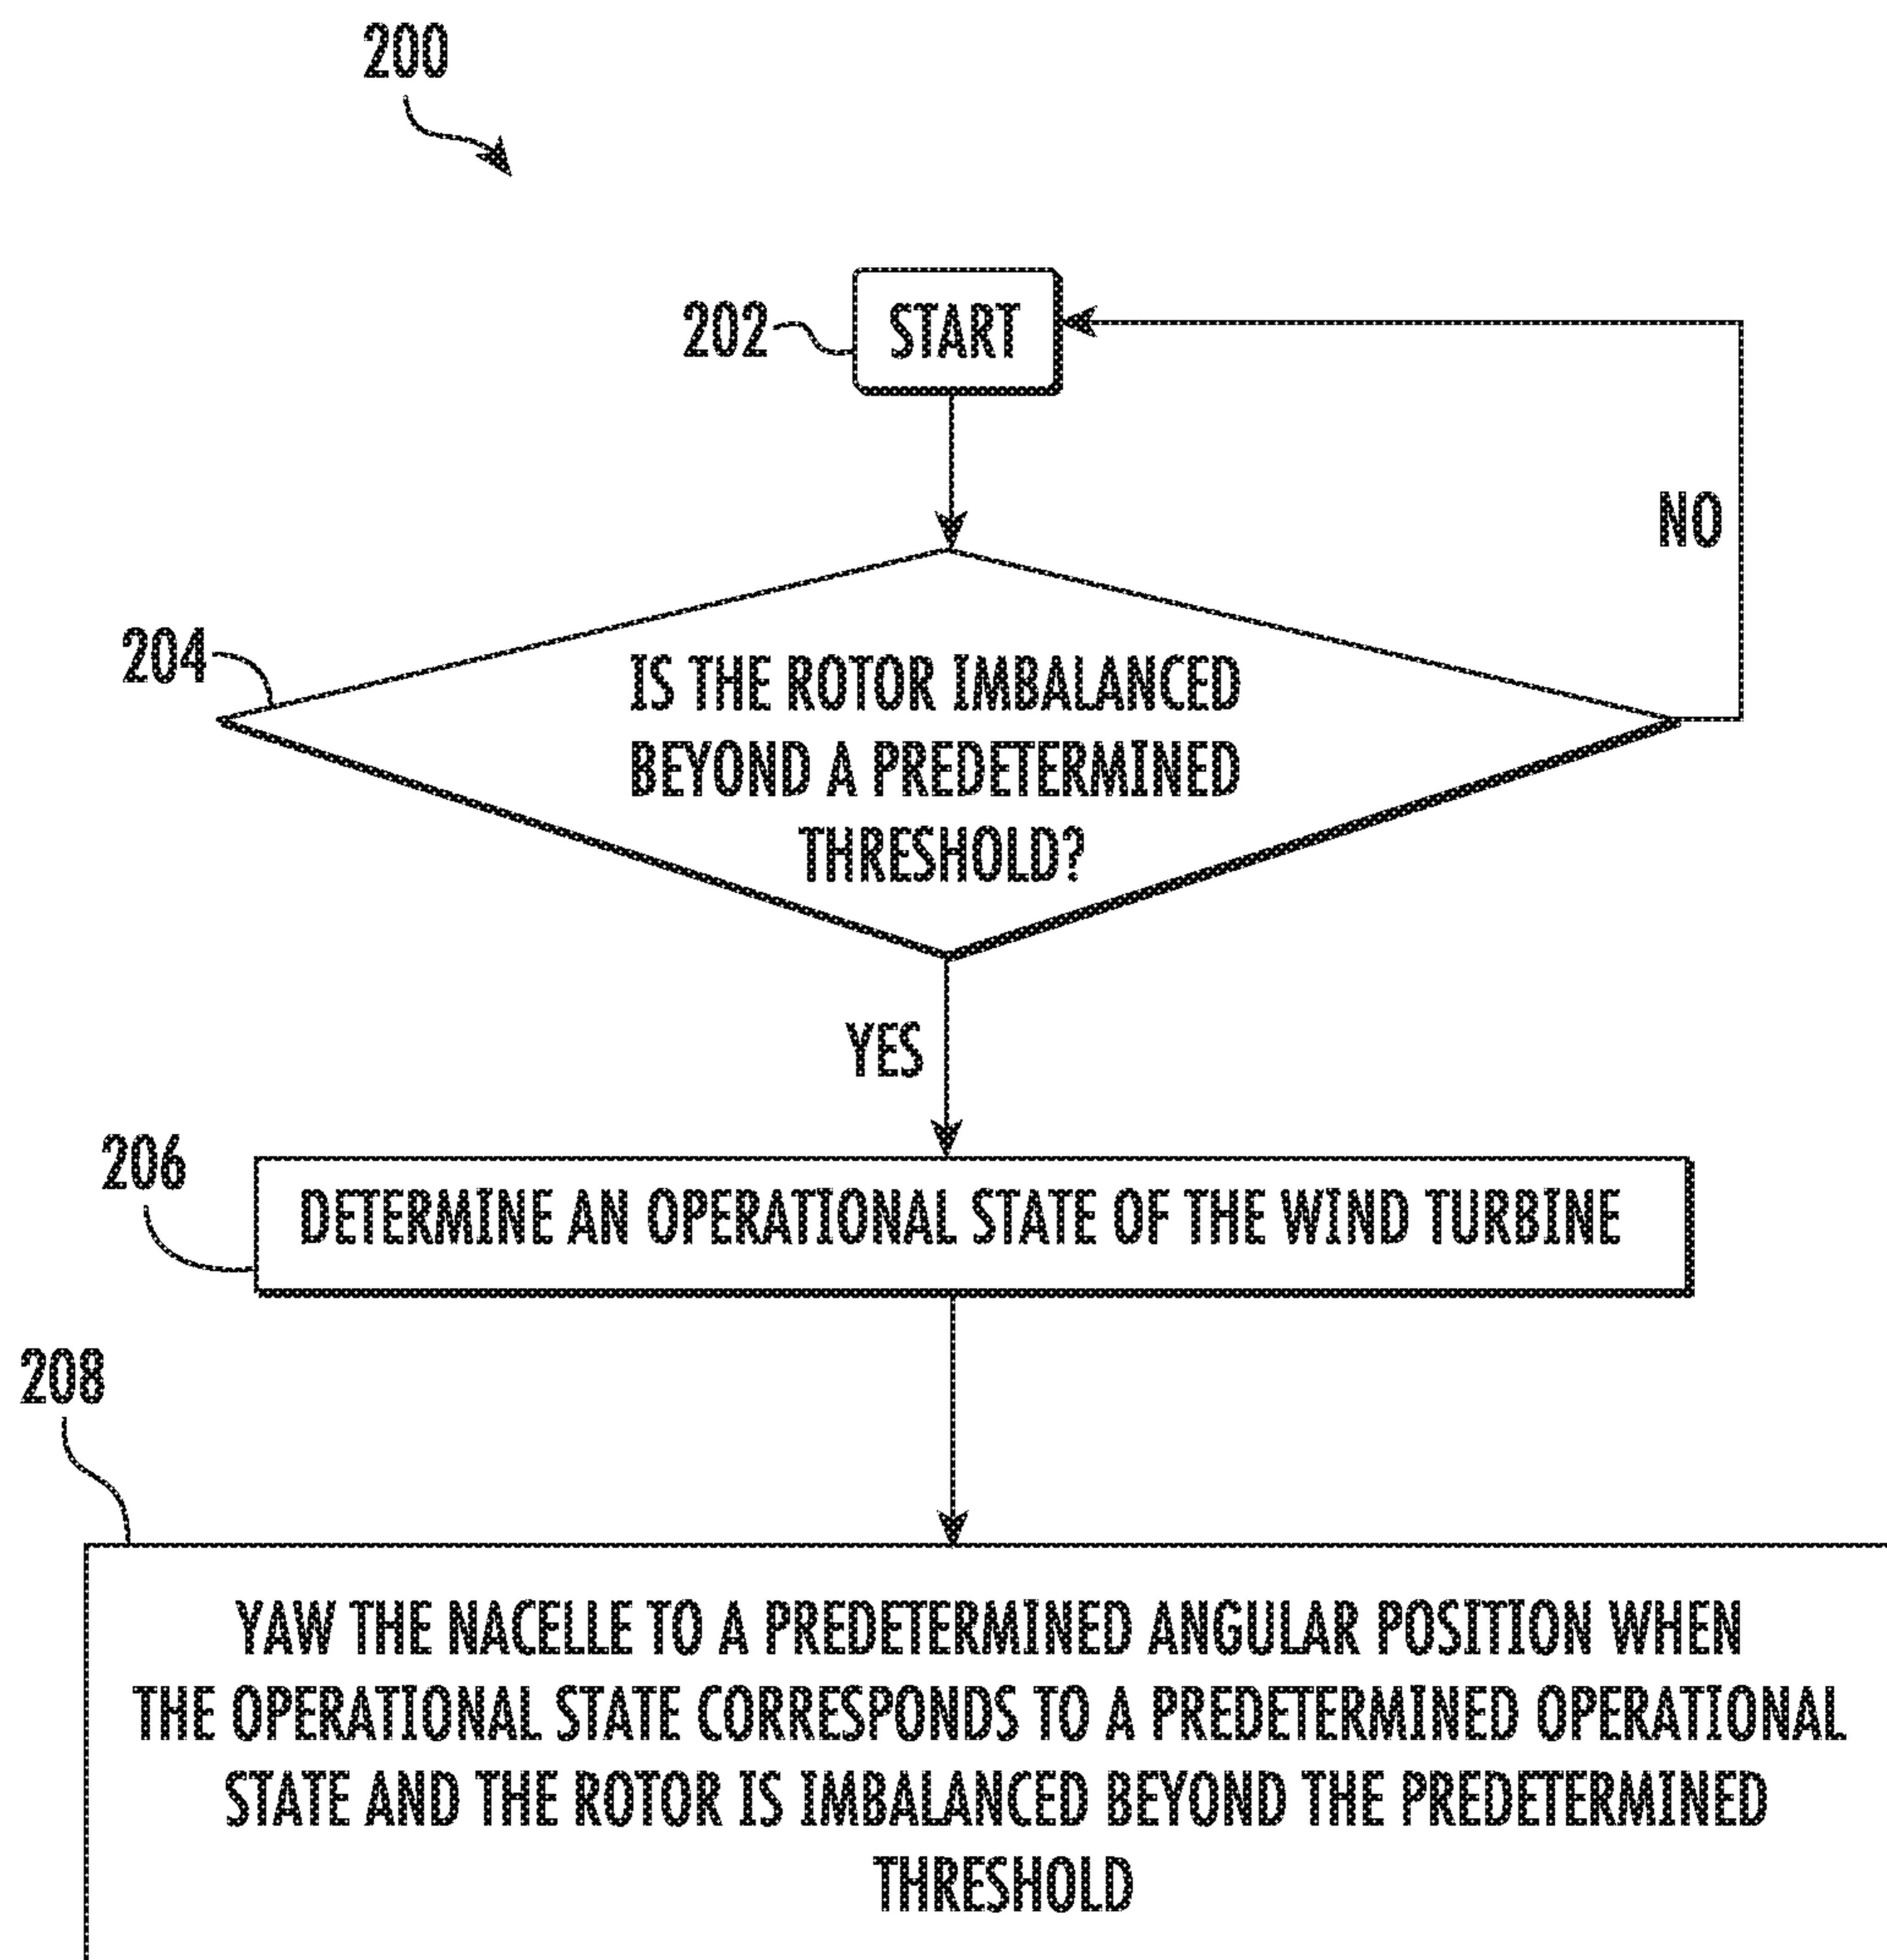 200
202
START
NO
204
IS THE ROTOR IMBALANCED
BEYOND A PREDETERMINED
THRESHOLD?
YES
206
DETERMINE AN OPERATIONAL STATE OF THE WIND TURBINE
208
YAW THE NACELLE TO A PREDETERMINED ANGULAR POSITION WHEN
THE OPERATIONAL STATE CORRESPONDS TO A PREDETERMINED OPERATIONAL
STATE AND THE ROTOR IS IMBALANCED BEYOND THE PREDETERMINED
THRESHOLD